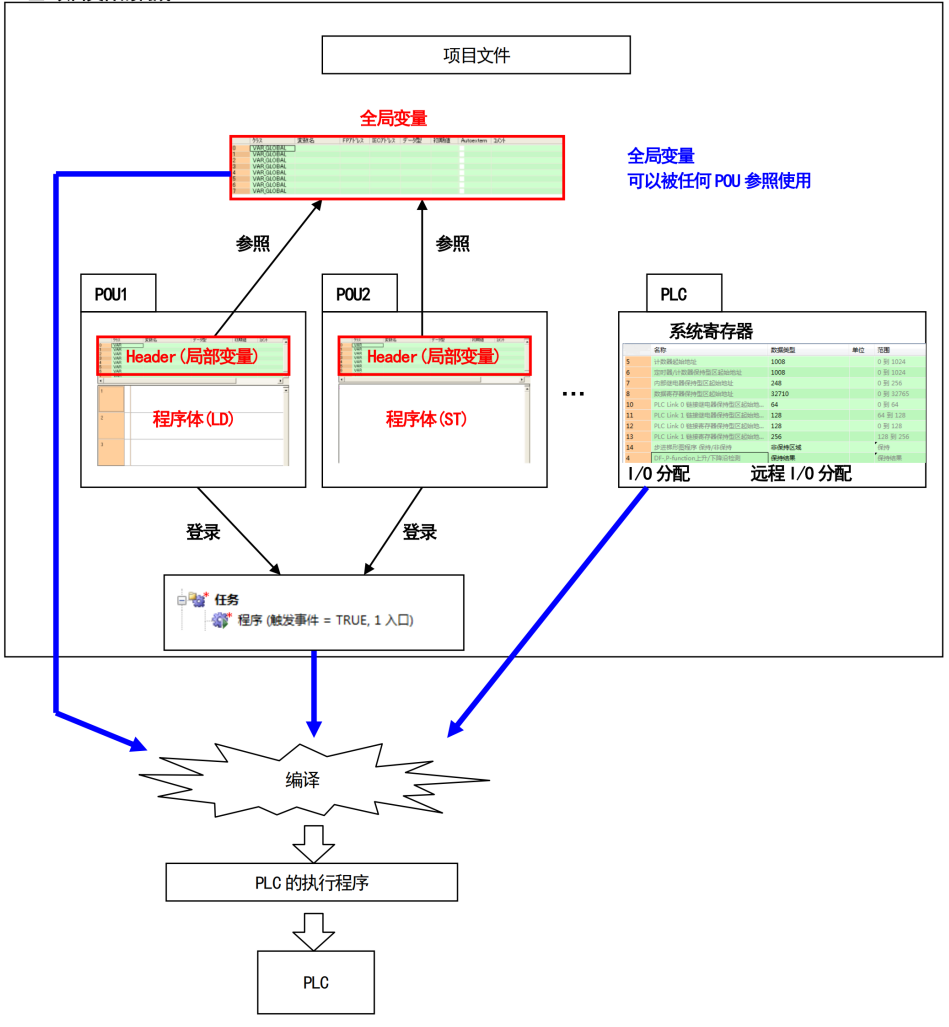 项目文件
全局变量
クラス 変数名 FPアドレス IECアドレス データ型 初期値 Autoextern コメント
0 VAR_GLOBAL
1 VAR_GLOBAL
2 VAR_GLOBAL
3 VAR_GLOBAL
4 VAR_GLOBAL
5 VAR_GLOBAL
6 VAR_GLOBAL
7 VAR_GLOBAL
全局变量
可以被任何 POU 参照使用
参照
参照
POU1
POU2
PLC
Header(局部变量)
Header(局部变量)
程序体(LD)
程序体(ST)
1
2
3
...
系统寄存器
名称 数据类型 单位 范围
5 计数器起始地址 1008 0 到 1024
6 定时器/计数器保持型区起始地址 1008 0 到 1024
7 内部继电器保持型区起始地址 248 0 到 256
8 数据寄存器保持型区起始地址 32710 0 到 32765
10 PLC Link 0 链接继电器保持型区起始地... 64 0 到 64
11 PLC Link 1 链接继电器保持型区起始地... 128 64 到 128
12 PLC Link 0 链接寄存器保持型区起始地... 128 0 到 128
13 PLC Link 1 链接寄存器保持型区起始地... 256 128 到 256
14 步进梯形图程序 保持/非保持 非保持区域 保持
4 DF-,P-function上升/下降沿检测 保持结果 保持结果
I/O 分配 远程 I/O 分配
登录
登录
任务
程序 (触发事件 = TRUE, 1 入口)
编译
PLC 的执行程序
PLC